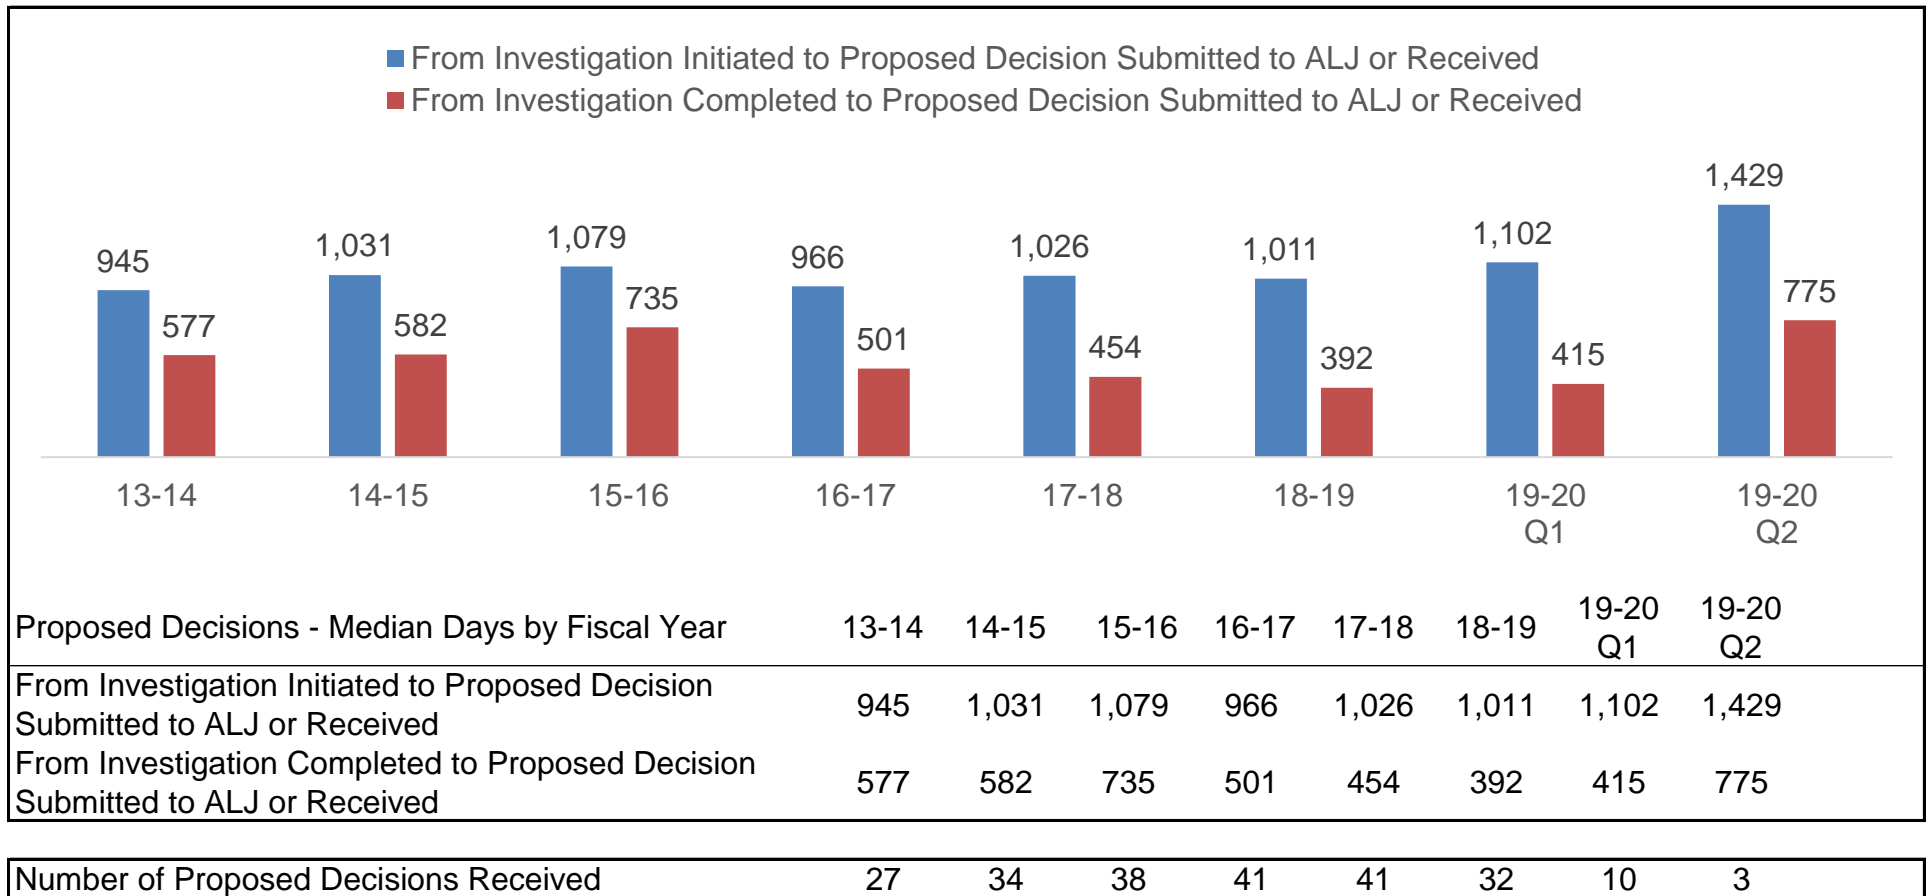 From Investigation Initiated to Proposed Decision Submitted to ALJ or Received
From Investigation Completed to Proposed Decision Submitted to ALJ or Received
945 577 1,031 582 1,079 735 966 501 1,026 454 1,011 392 1,102 415 1,429 775
13-14 14-15 15-16 16-17 17-18 18-19 19-20 19-20
Q1 Q2
Proposed Decisions - Median Days by Fiscal Year 13-14 14-15 15-16 16-17 17-18 18-19 19-20 Q1 19-20 Q2
From Investigation Initiated to Proposed Decision
Submitted to ALJ or Received 945 1,031 1,079 966 1,026 1,011 1,102 1,429
From Investigation Completed to Proposed Decision
Submitted to ALJ or Received 577 582 735 501 454 392 415 775
Number of Proposed Decisions Received 27 34 38 41 41 32 10 3